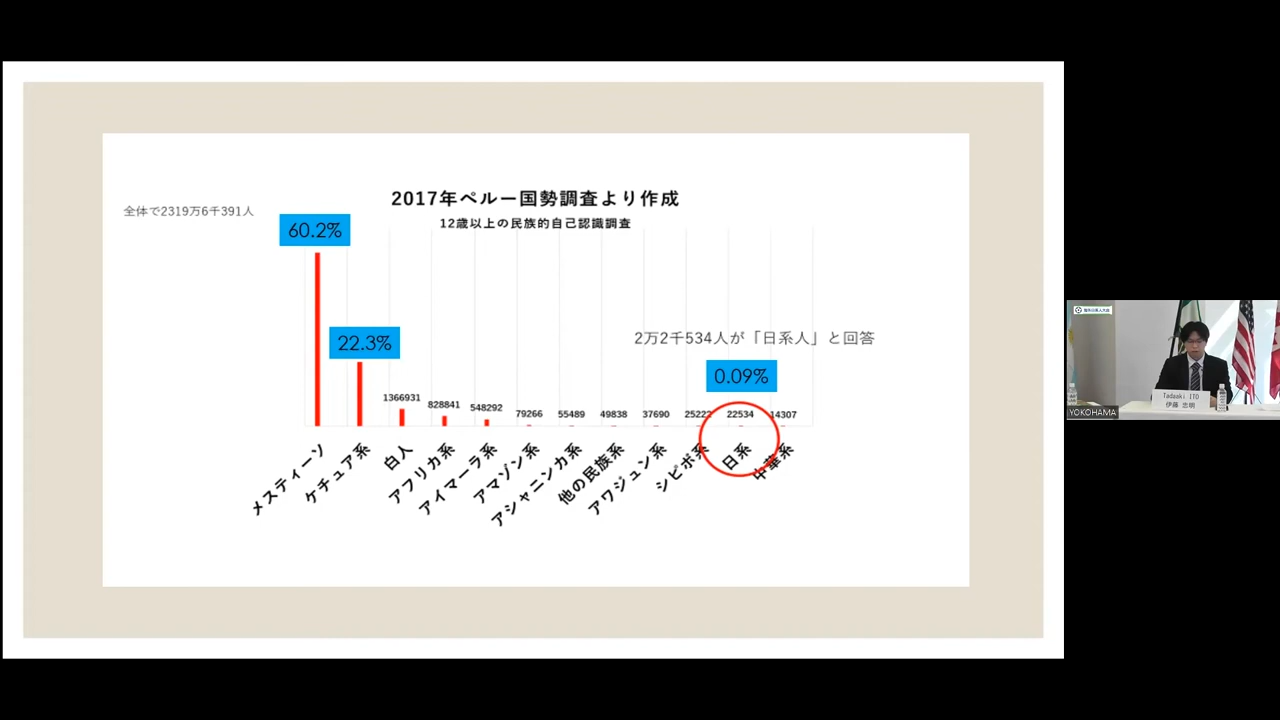 2017年ペルー国勢調査より作成
12歳以上の民族的自己認識調査
全体で2319万6千391人
60.2%
22.3%
2万2千534人が「日系人」と回答
0.09%
1366931
828841
548292
79266
55489
49838
37690
25222
22534
14307
メスティーソ
ケチュア系
白人
アフリカ系
アイマーラ系
アマゾン系
アシャニンカ系
他の民族系
アワジュン系
シピボ系
日系
中華系
Tadaaki ITO
伊藤 忠明
YOKOHAMA